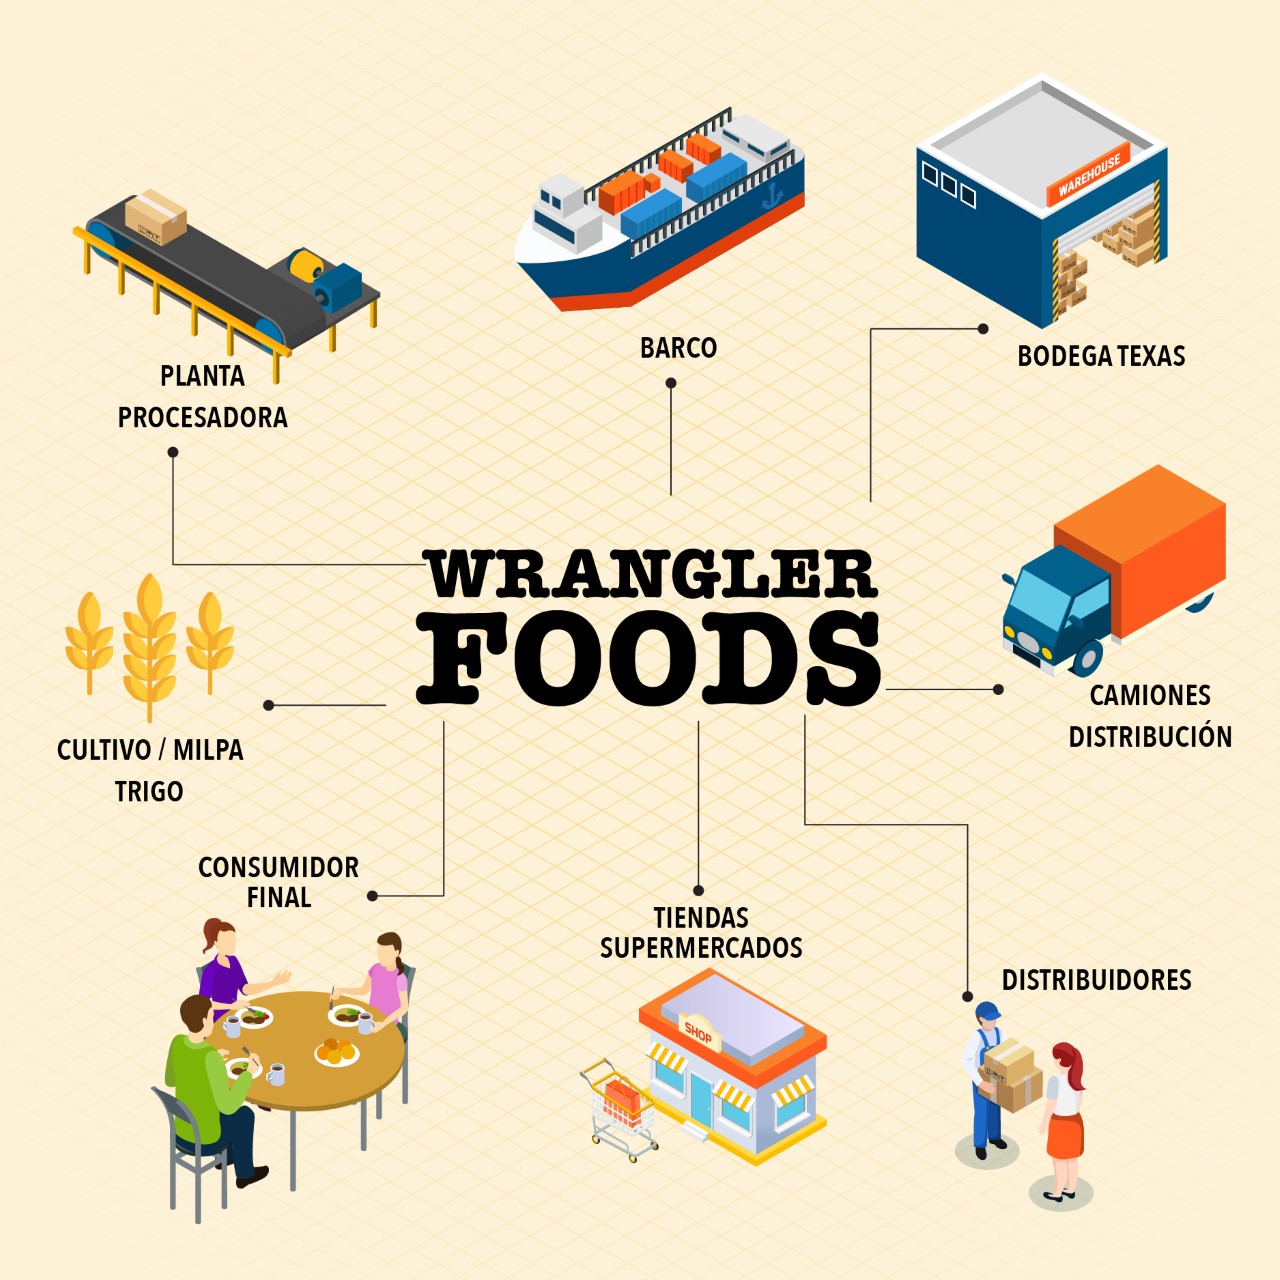 WAREHOUSE
BARCO
BODEGA TEXAS
PLANTA
PROCESADORA
WRANGLER
FOODS
CAMIONES
DISTRIBUCIÓN
CULTIVO / MILPA
TRIGO
CONSUMIDOR
FINAL
TIENDAS
SUPERMERCADOS
DISTRIBUIDORES
SHOP